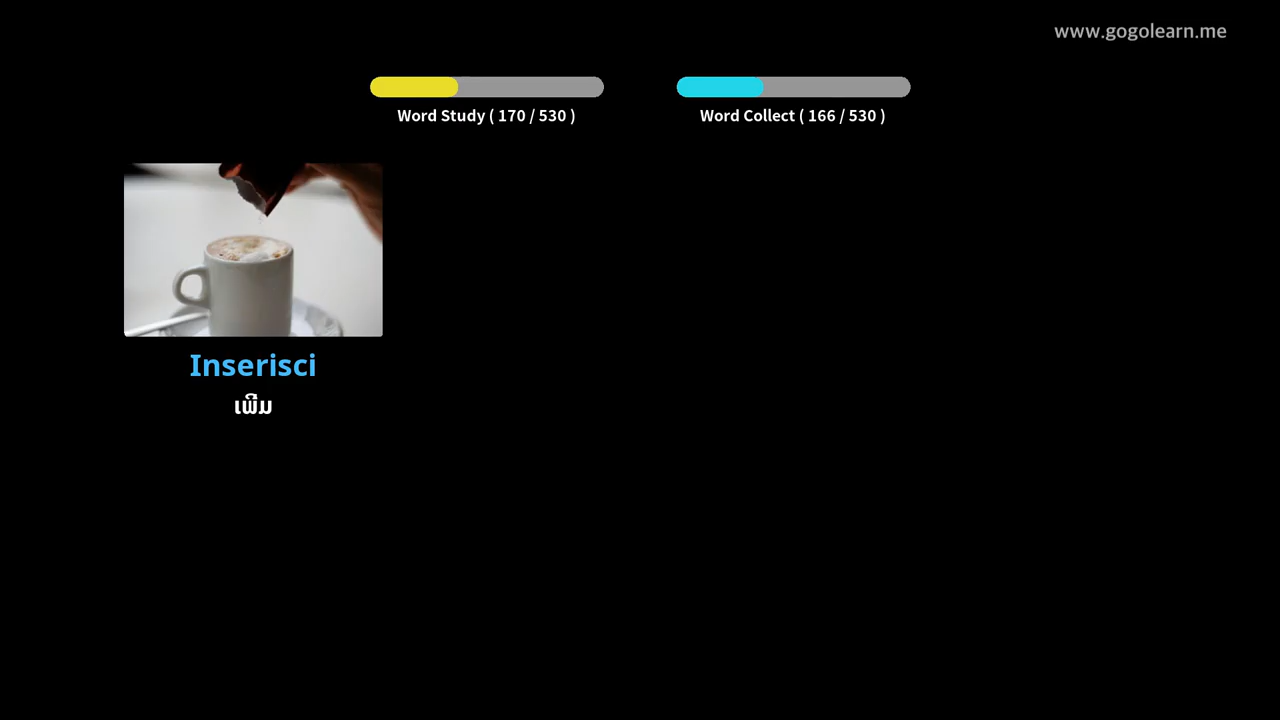 www.gogolearn.me
Word Study ( 170 / 530 )
Word Collect ( 166 / 530 )
Inserisci
ເພີ່ມ